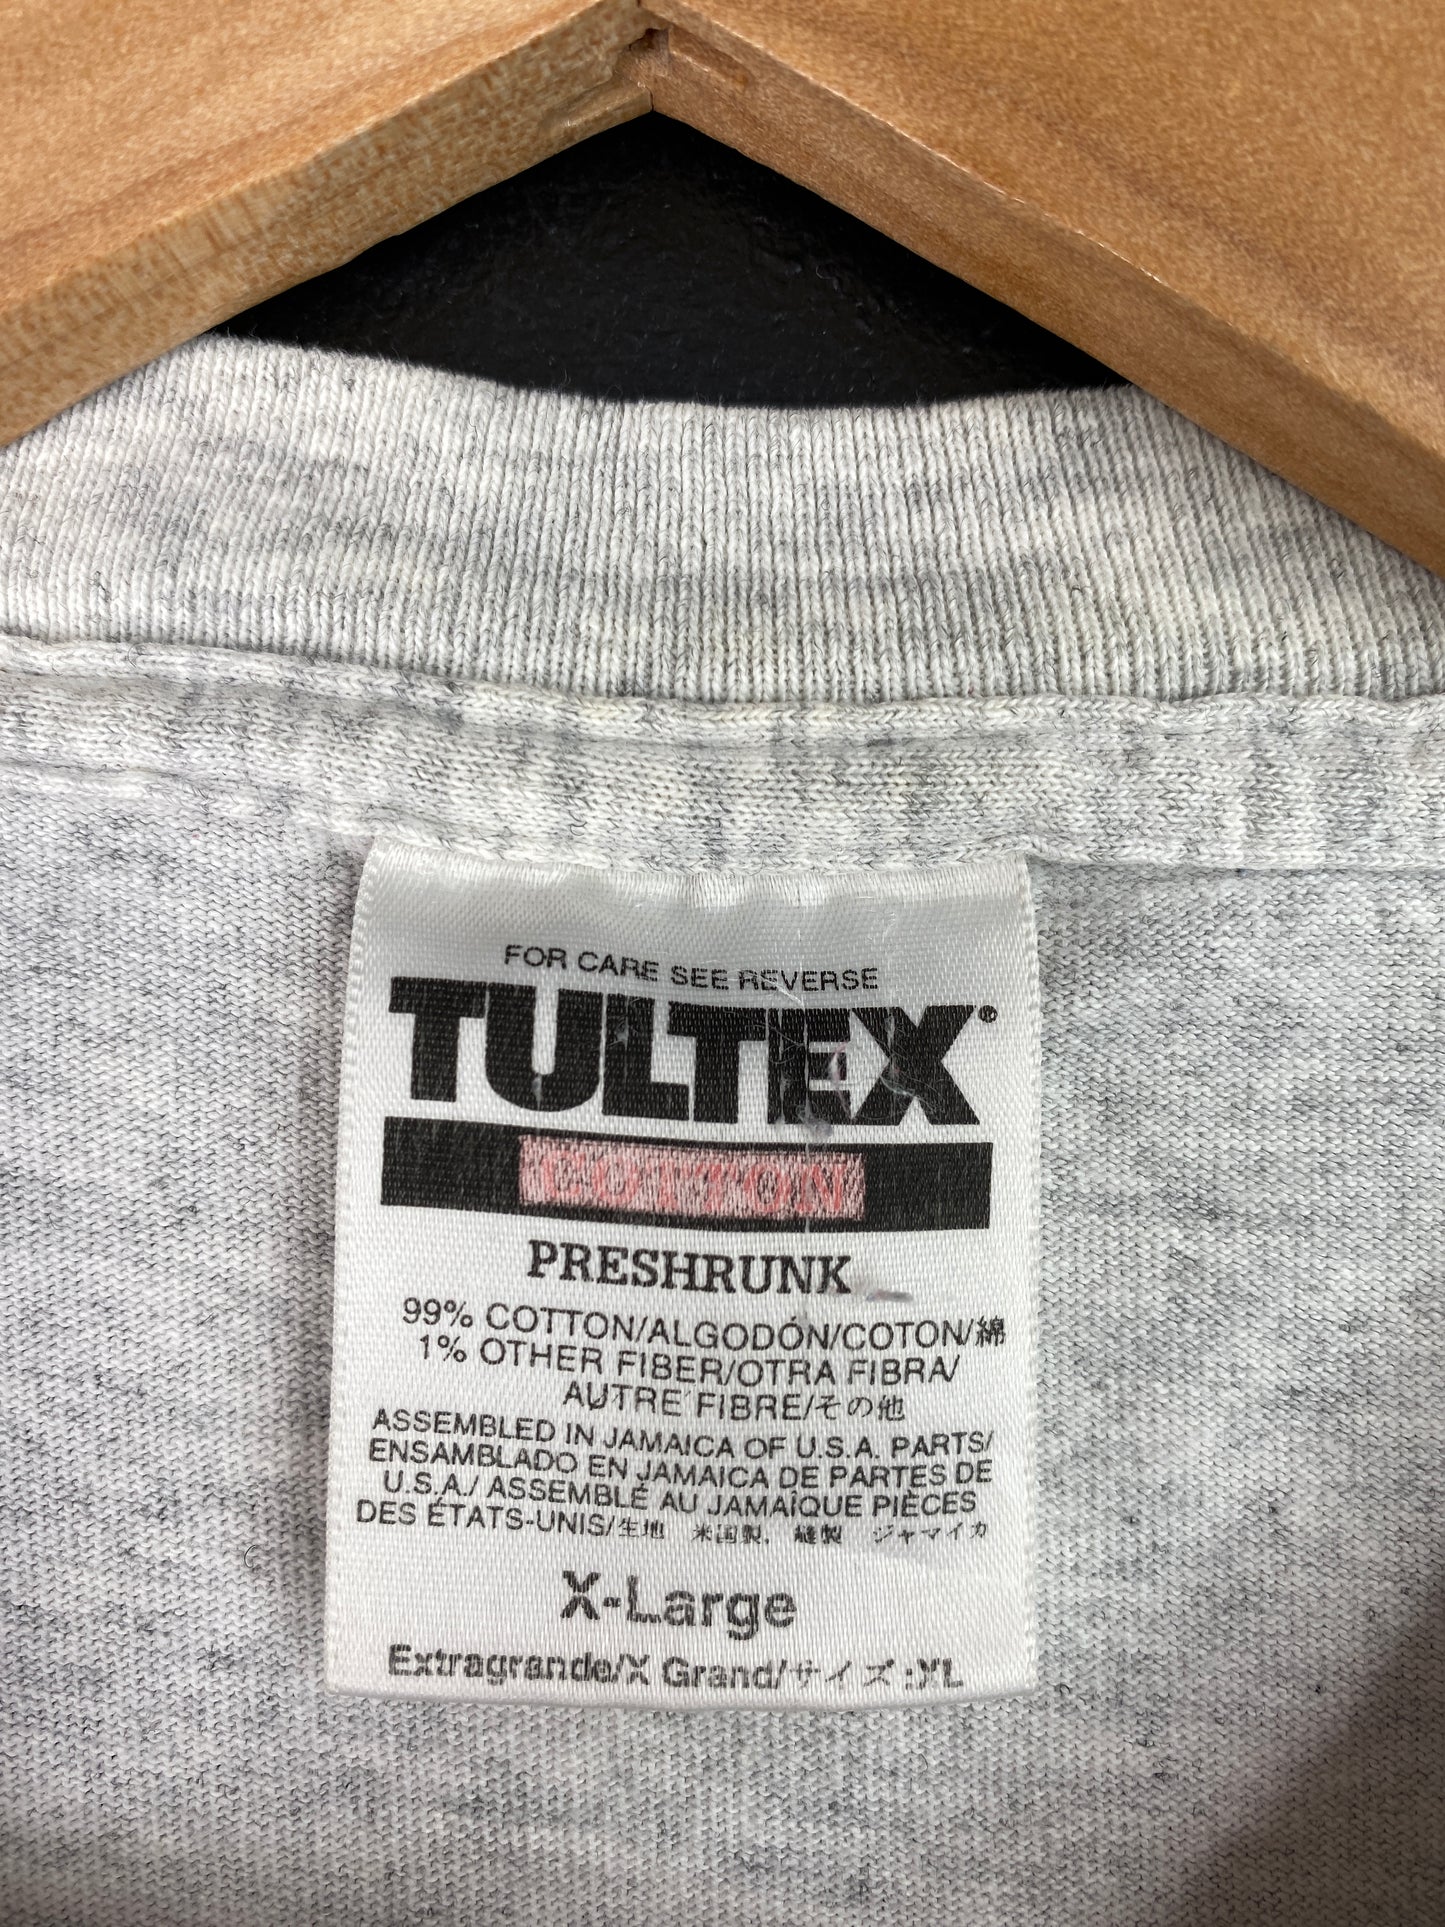 FOR CARE SEE REVERSE
TULTEX®
COTTON
PRESHRUNK
99% COTTON/ALGODÓN/COTON/綿
1% OTHER FIBER/OTRA FIBRA/
AUTRE FIBRE/その他
ASSEMBLED IN JAMAICA OF U.S.A. PARTS/
ENSAMBLADO EN JAMAICA DE PARTES DE
U.S.A./ ASSEMBLÉ AU JAMAÏQUE PIÈCES
DES ÉTATS-UNIS/生地 米国製. 縫製 ジャマイカ
X-Large
Extragrande/X Grand/サイズ:XL